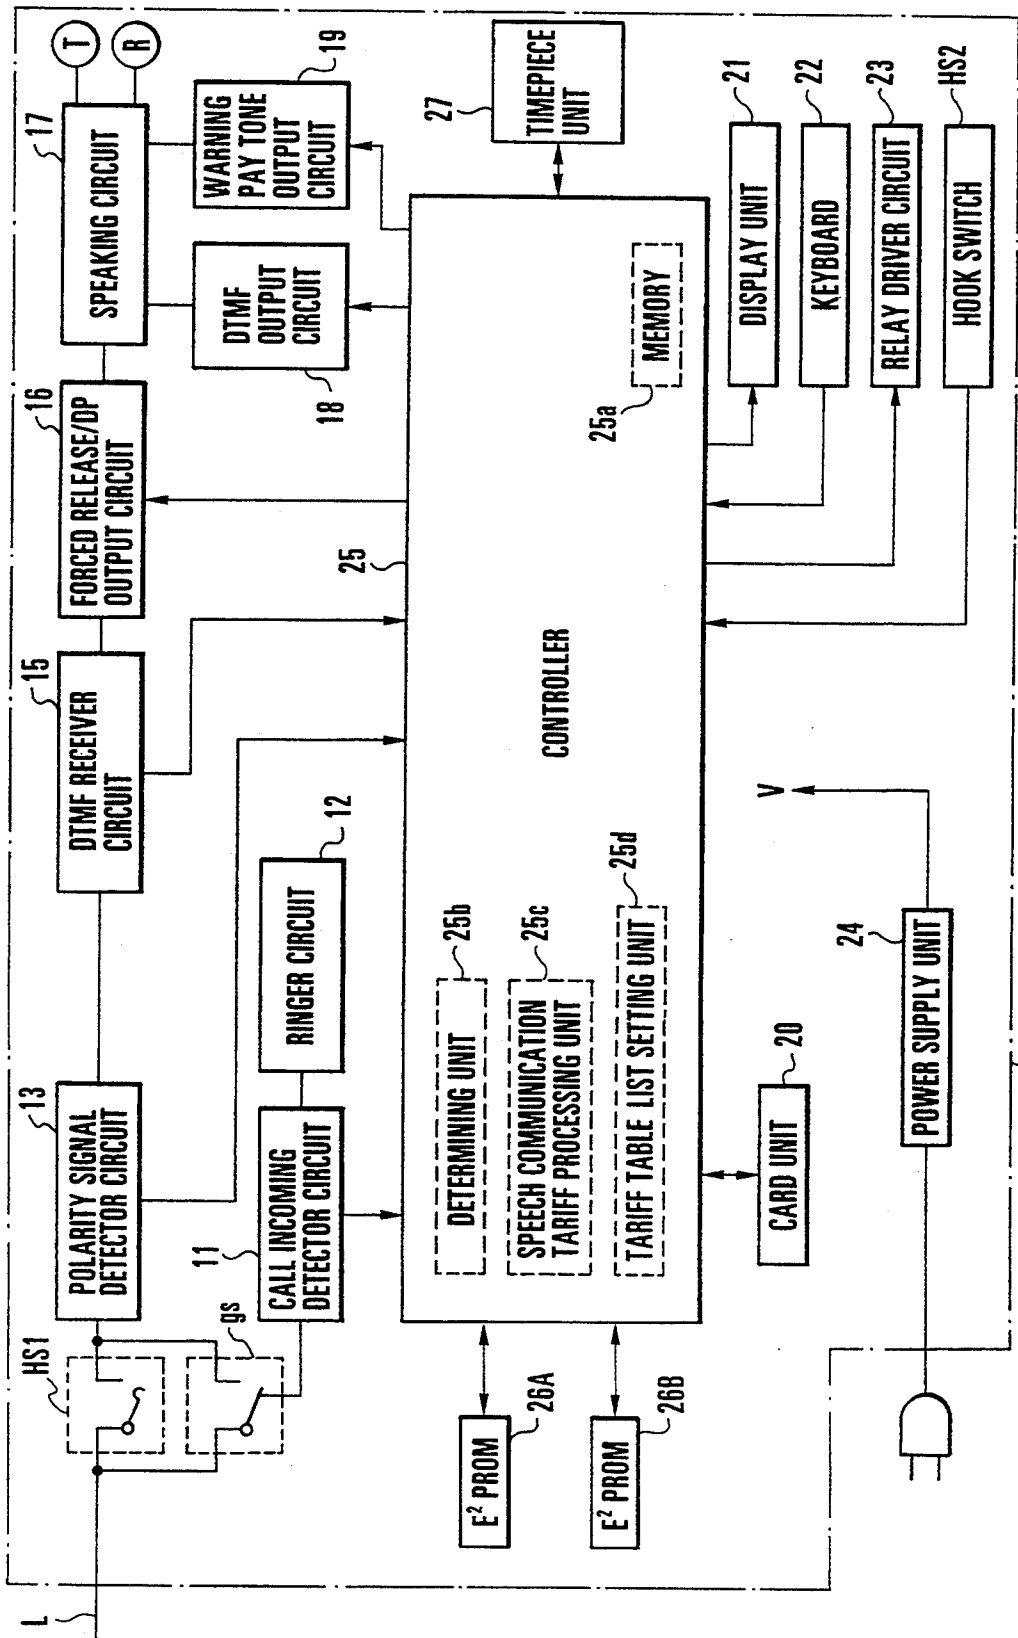 L
HS1
gs
13
POLARITY SIGNAL
DETECTOR CIRCUIT
15
DTMF RECEIVER
CIRCUIT
16
FORCED RELEASE/DP
OUTPUT CIRCUIT
17
SPEAKING CIRCUIT
T
R
11
CALL INCOMING
DETECTOR CIRCUIT
12
RINGER CIRCUIT
18
DTMF
OUTPUT
CIRCUIT
19
WARNING
PAY TONE
OUTPUT
CIRCUIT
25
CONTROLLER
25b
DETERMINING UNIT
25c
SPEECH COMMUNICATION
TARIFF PROCESSING UNIT
25d
TARIFF TABLE LIST SETTING UNIT
25a
MEMORY
27
TIMEPIECE
UNIT
E² PROM
26A
E² PROM
26B
20
CARD UNIT
24
POWER SUPPLY UNIT
V
21
DISPLAY UNIT
22
KEYBOARD
23
RELAY DRIVER CIRCUIT
HS2
HOOK SWITCH